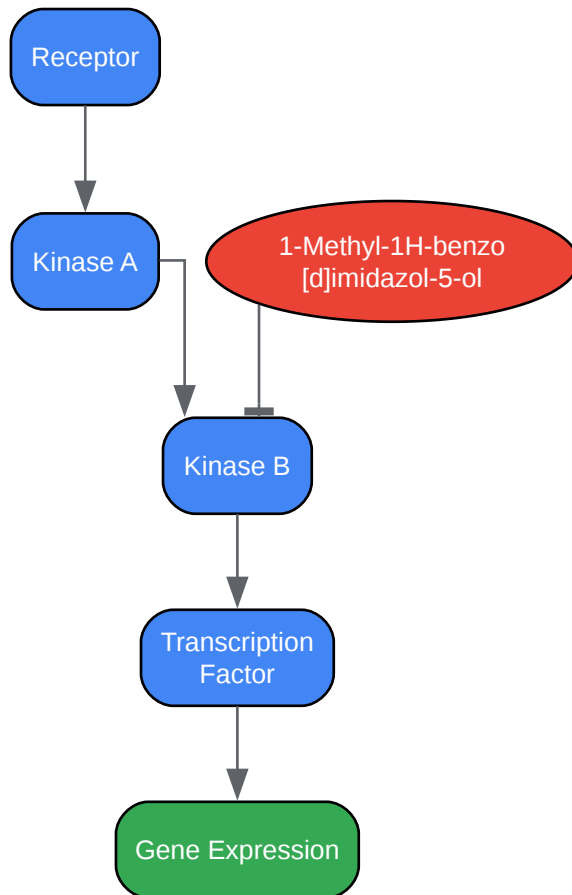 Receptor
Kinase A
1-Methyl-1H-benzo
[d]imidazol-5-ol
Kinase B
Transcription
Factor
Gene Expression